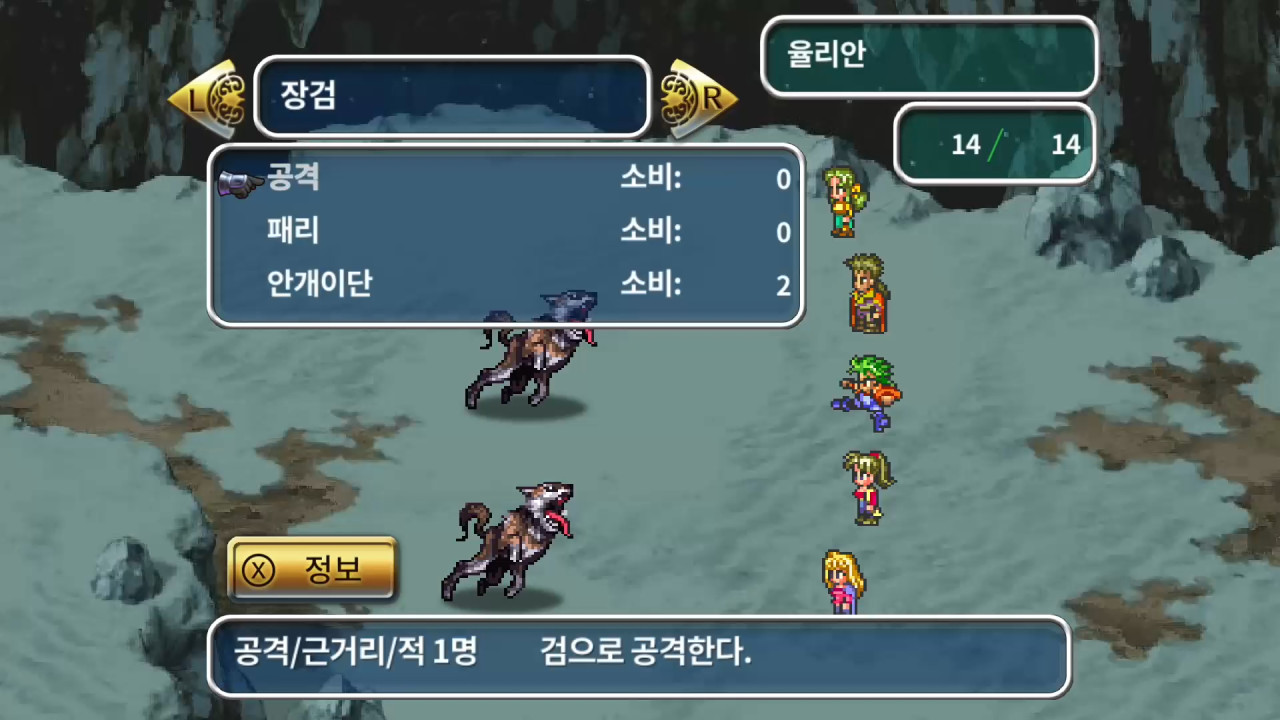 율리안
L 장검 R
14 / 14
공격 소비: 0
패리 소비: 0
안개이단 소비: 2
X 정보
공격/근거리/적 1명 검으로 공격한다.